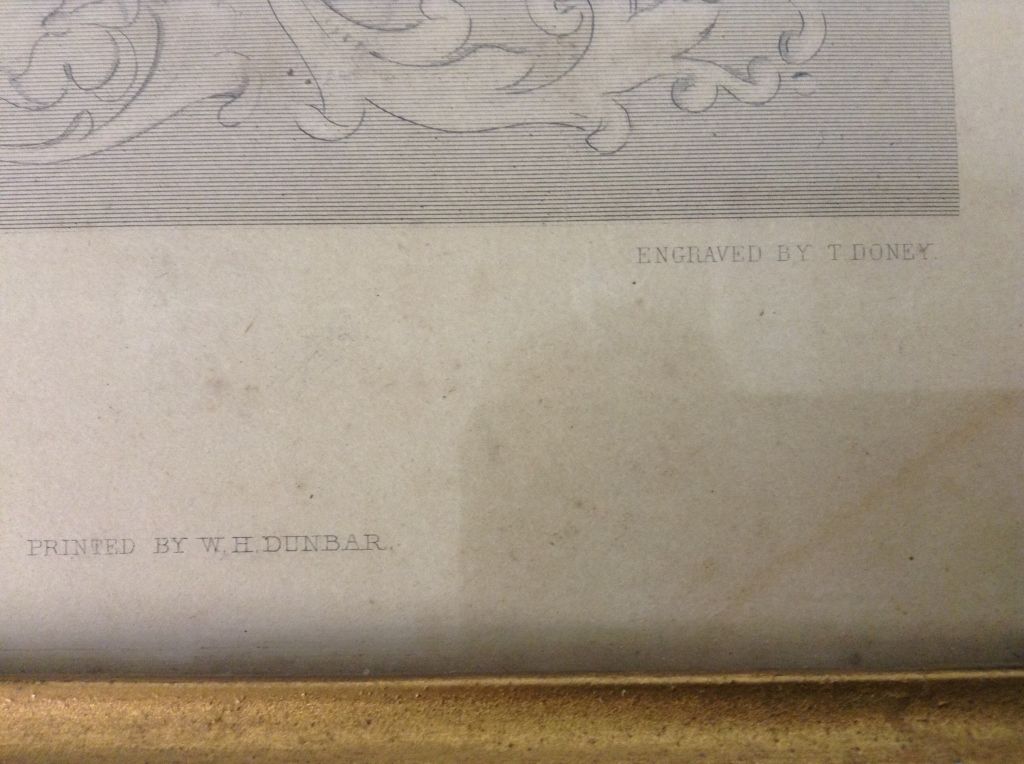 ENGRAVED BY T. DONEY.
PRINTED BY W. H. DUNBAR.